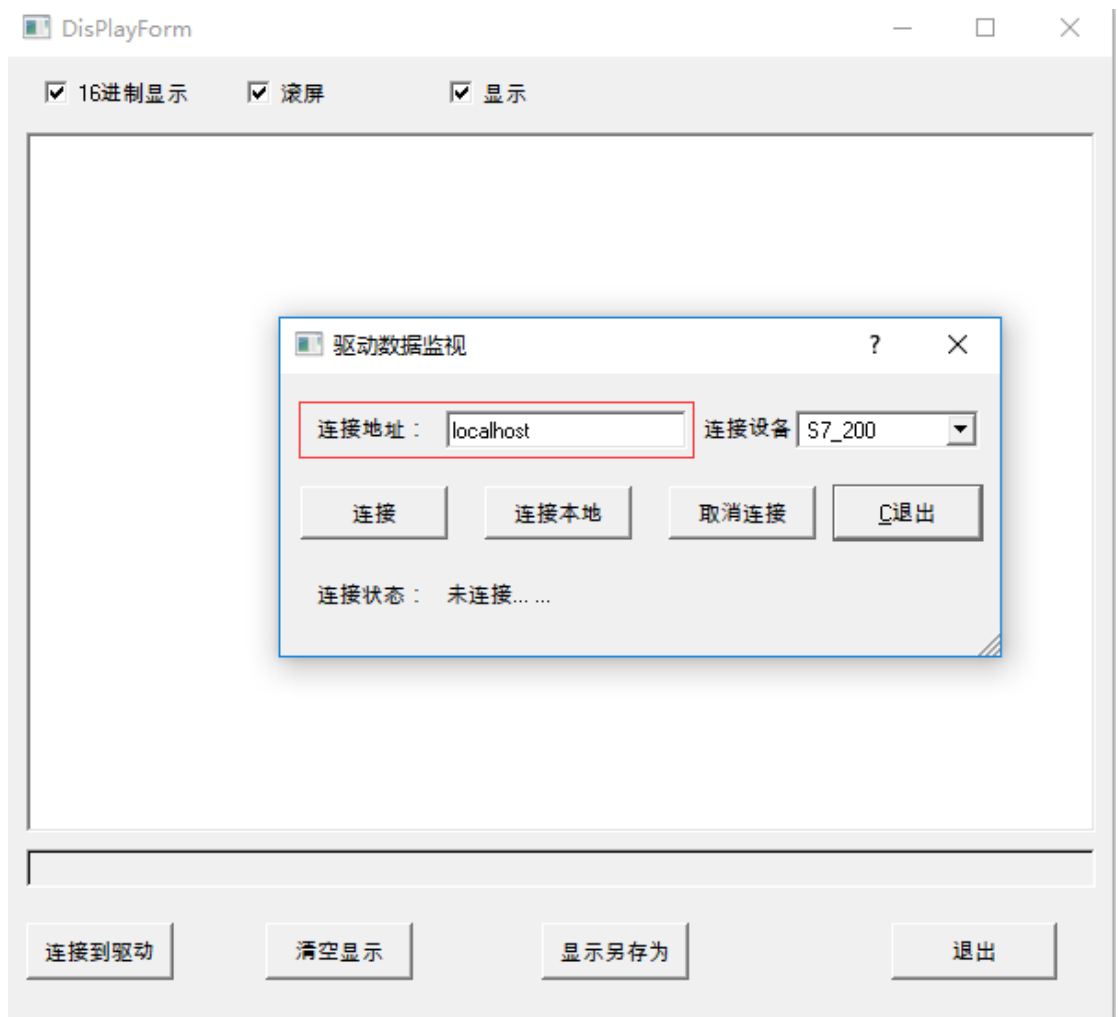 DisPlayForm
16进制显示 滚屏 显示
驱动数据监视 ?
连接地址： localhost 连接设备 S7_200
连接 连接本地 取消连接 C退出
连接状态： 未连接... ...
连接到驱动 清空显示 显示另存为 退出